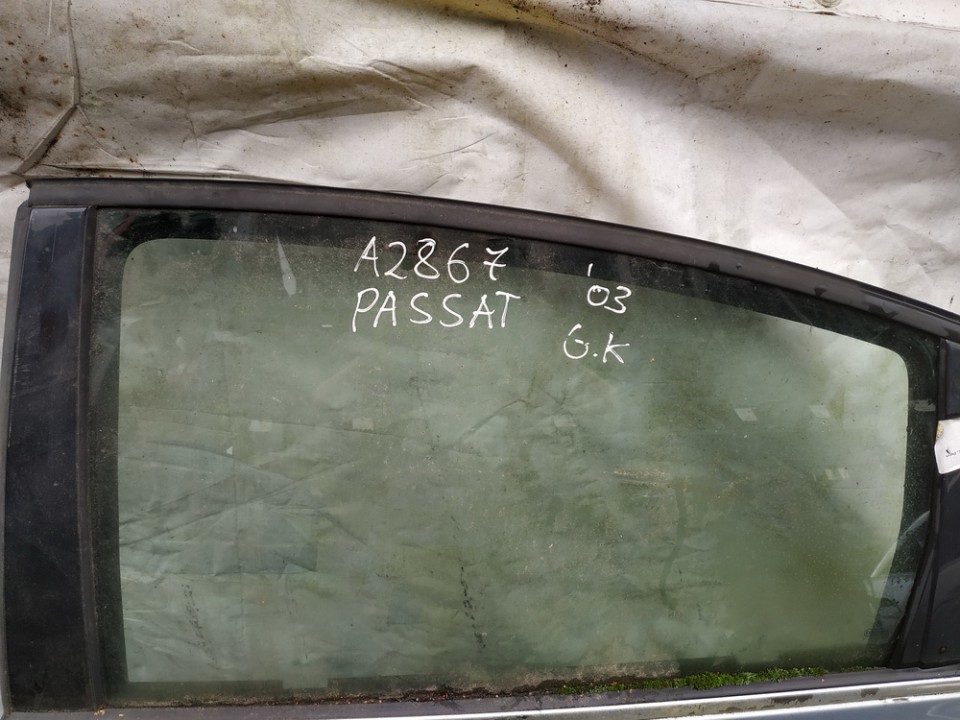 A2867
PASSAT
'03
G.K